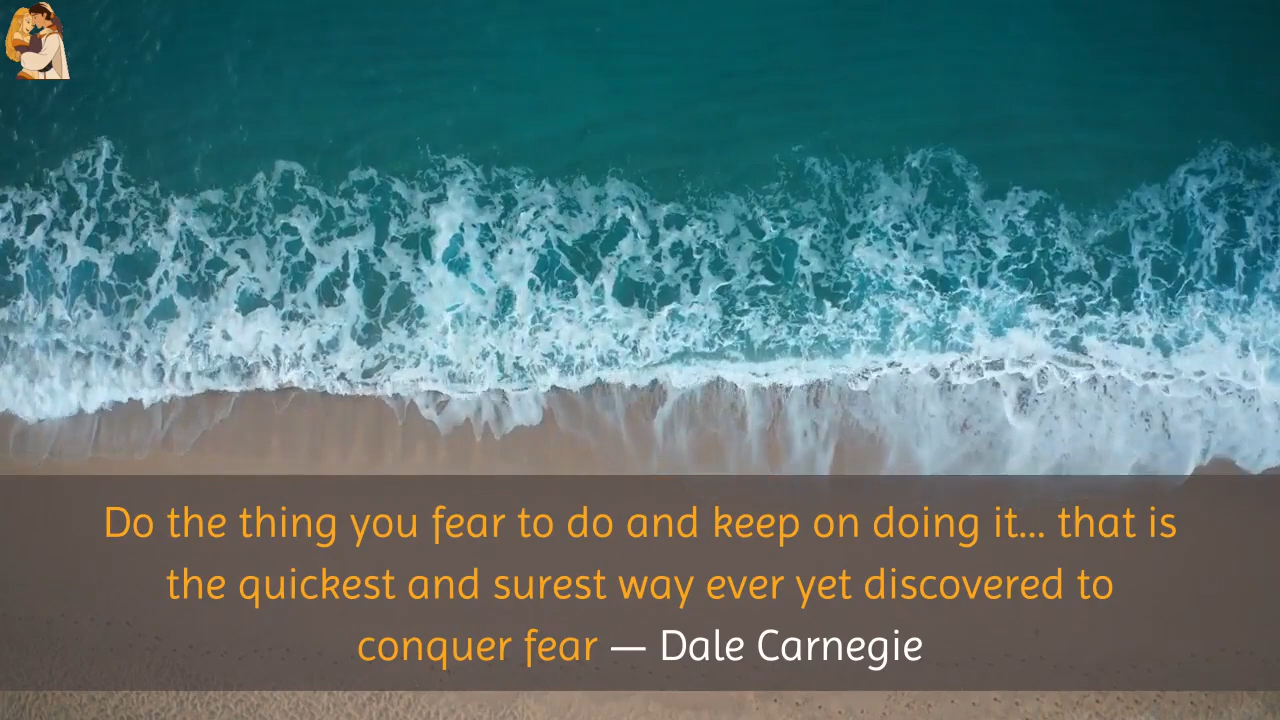 Do the thing you fear to do and keep on doing it... that is
the quickest and surest way ever yet discovered to
conquer fear — Dale Carnegie